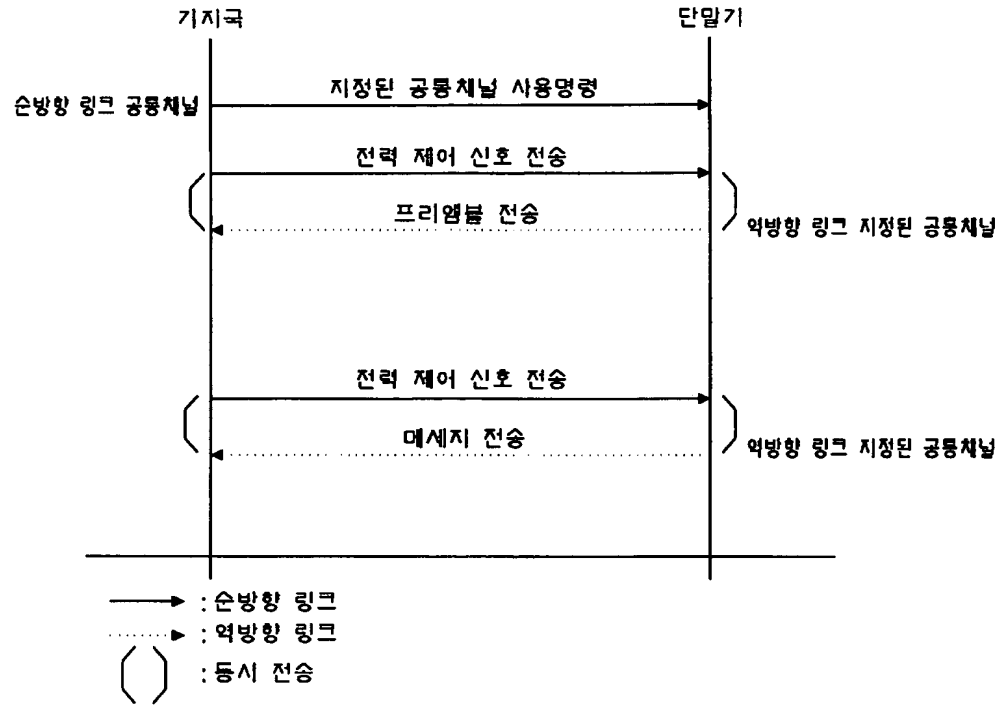 기지국
단말기
지정된 공통채널 사용명령
순방향 링크 공통채널
전력 제어 신호 전송
프리앰블 전송
역방향 링크 지정된 공통채널
전력 제어 신호 전송
메세지 전송
역방향 링크 지정된 공통채널
: 순방향 링크
: 역방향 링크
: 동시 전송